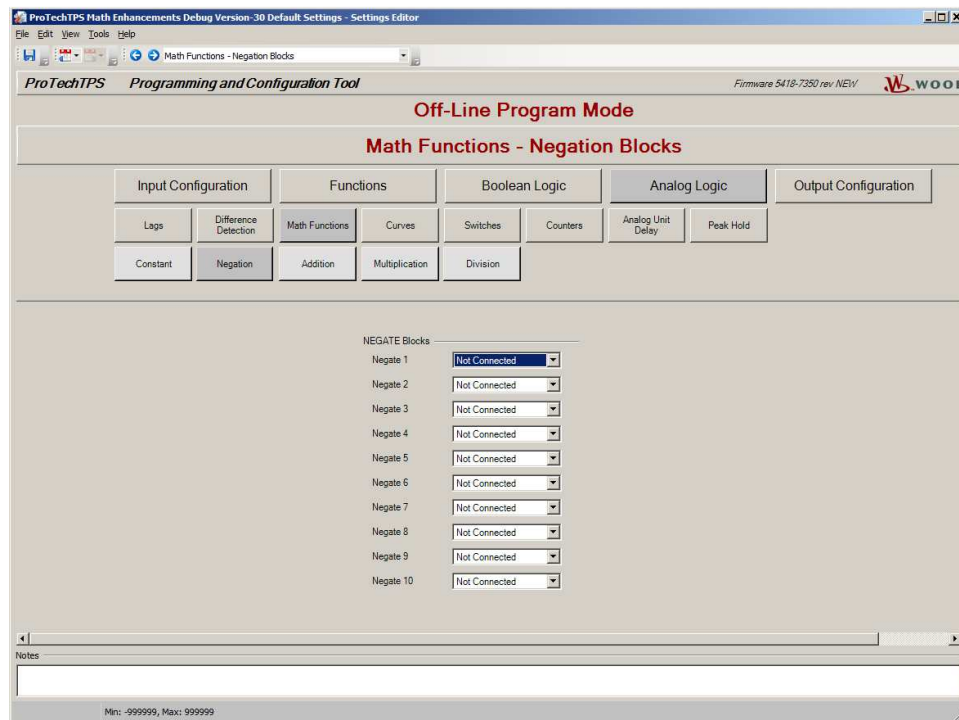 ProTechTPS Math Enhancements Debug Version-30 Default Settings - Settings Editor
File Edit View Tools Help
Math Functions - Negation Blocks
ProTechTPS Programming and Configuration Tool Firmware 5418-7350 rev NEW
Off-Line Program Mode
Math Functions - Negation Blocks
Input Configuration Functions Boolean Logic Analog Logic Output Configuration
Lags Difference Detection Math Functions Curves Switches Counters Analog Unit Delay Peak Hold
Constant Negation Addition Multiplication Division
NEGATE Blocks
Negate 1 Not Connected
Negate 2 Not Connected
Negate 3 Not Connected
Negate 4 Not Connected
Negate 5 Not Connected
Negate 6 Not Connected
Negate 7 Not Connected
Negate 8 Not Connected
Negate 9 Not Connected
Negate 10 Not Connected
Notes
Min: -999999, Max: 999999